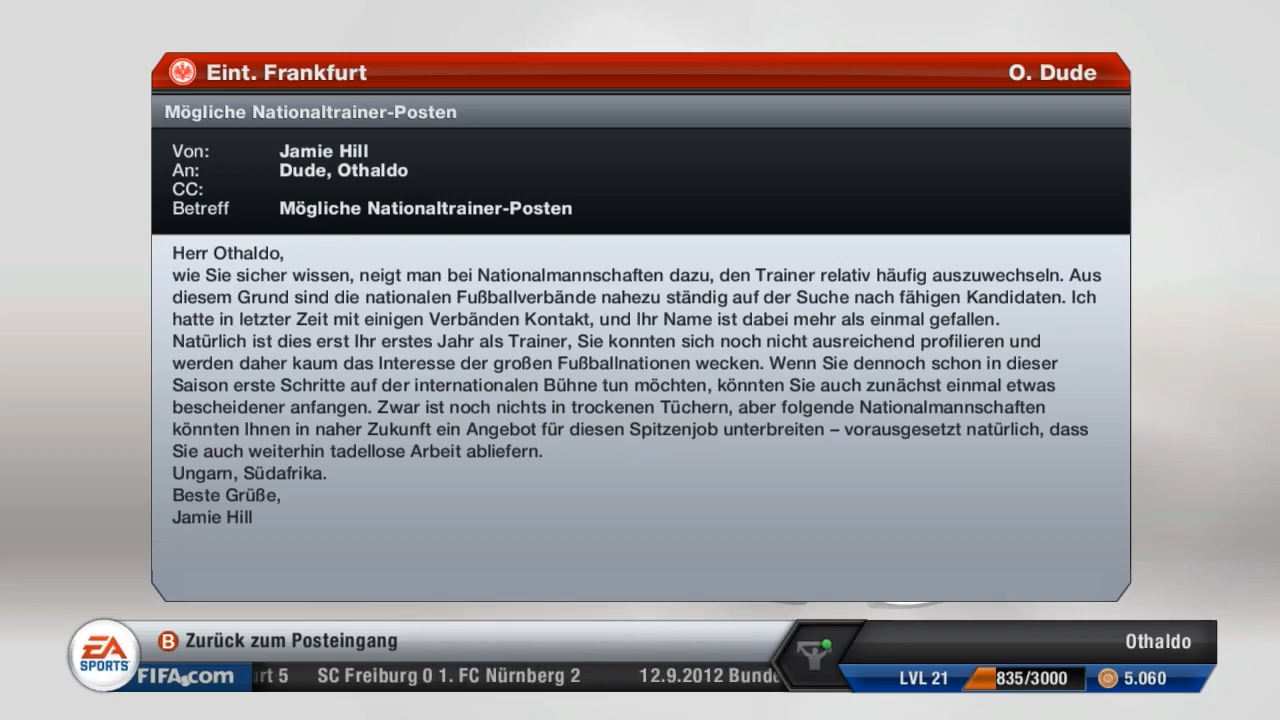 Eint. Frankfurt O. Dude
Mögliche Nationaltrainer-Posten
Von: Jamie Hill
An: Dude, Othaldo
CC:
Betreff Mögliche Nationaltrainer-Posten
Herr Othaldo,
wie Sie sicher wissen, neigt man bei Nationalmannschaften dazu, den Trainer relativ häufig auszuwechseln. Aus
diesem Grund sind die nationalen Fußballverbände nahezu ständig auf der Suche nach fähigen Kandidaten. Ich
hatte in letzter Zeit mit einigen Verbänden Kontakt, und Ihr Name ist dabei mehr als einmal gefallen.
Natürlich ist dies erst Ihr erstes Jahr als Trainer, Sie konnten sich noch nicht ausreichend profilieren und
werden daher kaum das Interesse der großen Fußballnationen wecken. Wenn Sie dennoch schon in dieser
Saison erste Schritte auf der internationalen Bühne tun möchten, könnten Sie auch zunächst einmal etwas
bescheidener anfangen. Zwar ist noch nichts in trockenen Tüchern, aber folgende Nationalmannschaften
könnten Ihnen in naher Zukunft ein Angebot für diesen Spitzenjob unterbreiten – vorausgesetzt natürlich, dass
Sie auch weiterhin tadellose Arbeit abliefern.
Ungarn, Südafrika.
Beste Grüße,
Jamie Hill
EA SPORTS
B Zurück zum Posteingang
Othaldo
FIFA.com
rt 5 SC Freiburg 0 1. FC Nürnberg 2 12.9.2012 Bund
LVL 21 835/3000 5.060